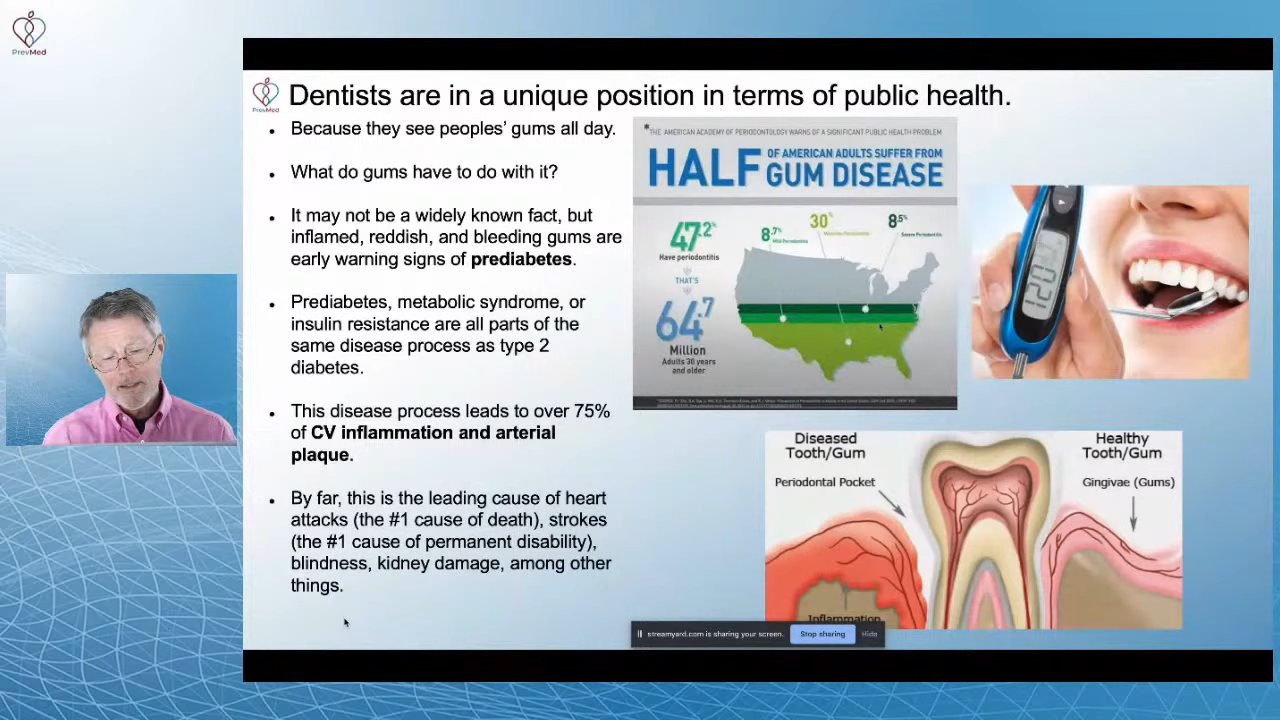 PrevMed
PrevMed
Dentists are in a unique position in terms of public health.
• Because they see peoples’ gums all day.
• What do gums have to do with it?
• It may not be a widely known fact, but
inflamed, reddish, and bleeding gums are
early warning signs of prediabetes.
• Prediabetes, metabolic syndrome, or
insulin resistance are all parts of the
same disease process as type 2
diabetes.
• This disease process leads to over 75%
of CV inflammation and arterial
plaque.
• By far, this is the leading cause of heart
attacks (the #1 cause of death), strokes
(the #1 cause of permanent disability),
blindness, kidney damage, among other
things.
*THE AMERICAN ACADEMY OF PERIODONTOLOGY WARNS OF A SIGNIFICANT PUBLIC HEALTH PROBLEM
HALF OF AMERICAN ADULTS SUFFER FROM
GUM DISEASE
47.2%
Have periodontitis
THAT'S
64.7
Million
Adults 30 years
and older
8.7%
Mild Periodontitis
30%
Moderate Periodontitis
8.5%
Severe Periodontitis
120
Diseased
Tooth/Gum
Periodontal Pocket
Healthy
Tooth/Gum
Gingivae (Gums)
Inflammation
streamyard.com is sharing your screen.
Stop sharing
Hide